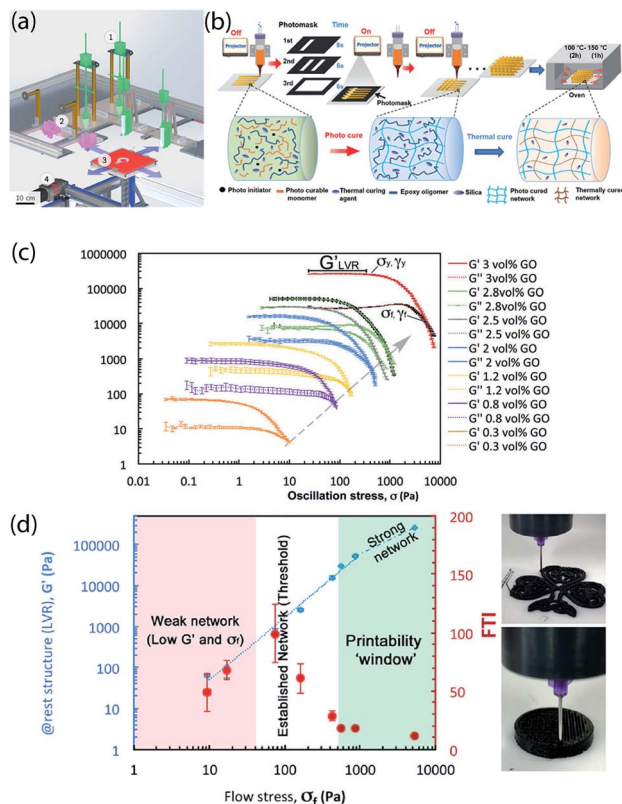 (a)
1
2
3
4
10 cm
(b)
Off
Projector
Photomask
Time
1st
5s
2nd
6s
3rd
6s
On
Projector
Photomask
Off
Projector
100 °C- 150 °C
(2h) (1h)
Oven
Photo cure
Thermal cure
Photo initiator
Photo curable
monomer
Thermal curing
agent
Epoxy oligomer
Silica
Photo cured
network
Thermally cured
network
(c)
1000000
100000
10000
1000
100
10
1
0.01
0.1
1
10
100
1000
10000
G'LVR
σy, γy
σf, γf
Oscillation stress, σ (Pa)
G' 3 vol% GO
G" 3vol% GO
G' 2.8vol% GO
G" 2.8vol% GO
G' 2.5 vol% GO
G" 2.5 vol% GO
G' 2 vol% GO
G" 2 vol% GO
G' 1.2 vol% GO
G" 1.2 vol% GO
G' 0.8 vol% GO
G" 0.8 vol% GO
G' 0.3 vol% GO
G" 0.3 vol% GO
(d)
@rest structure (LVR), G' (Pa)
100000
10000
1000
100
10
1
Weak network
(Low G' and σf)
Established Network (Threshold)
Strong
network
Printability
'window'
200
150
100
50
0
FTI
1
10
100
1000
10000
Flow stress, σf (Pa)